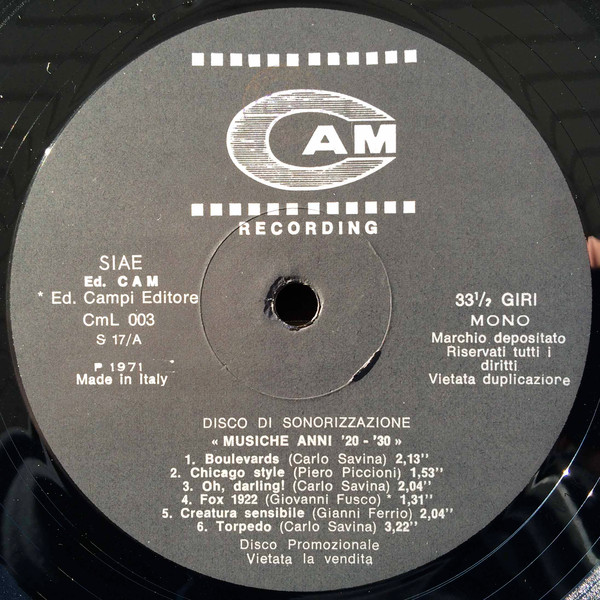 CAM
RECORDING
SIAE
Ed. CAM
* Ed. Campi Editore
CmL 003
S 17/A
P 1971
Made in Italy
33 1/2 GIRI
MONO
Marchio depositato
Riservati tutti i
diritti
Vietata duplicazione
DISCO DI SONORIZZAZIONE
« MUSICHE ANNI '20 - '30 »
1. Boulevards (Carlo Savina) 2,13''
2. Chicago style (Piero Piccioni) 1,53''
3. Oh, darling! (Carlo Savina) 2,04''
4. Fox 1922 (Giovanni Fusco) * 1,31''
5. Creatura sensibile (Gianni Ferrio) 2,04''
6. Torpedo (Carlo Savina) 3,22''
Disco Promozionale
Vietata la vendita